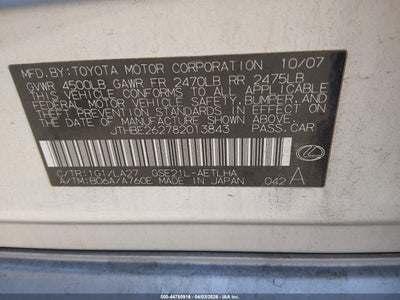 MFD.BY:TOYOTA MOTOR CORPORATION 10/07
GVWR 4500LB GAWR FR 2470LB RR 2475LB
THIS VEHICLE CONFORMS TO ALL APPLICABLE
FEDERAL MOTOR VEHICLE SAFETY, BUMPER, AND
THEFT PREVENTION STANDARDS IN EFFECT ON
THE DATE OF MANUFACTURE SHOWN ABOVE.
JTHBE262782013843 PASS.CAR
C/TR:1G1/LA27 GSE21L-AETLHA
A/TM:B06A/A760E MADE IN JAPAN 042 A
000-44780916 - 04/03/2026 - IAAI - COPART